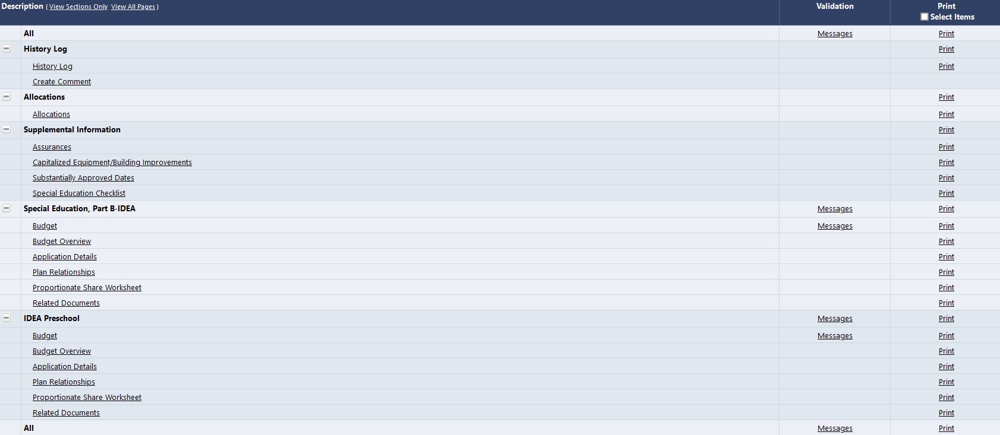 Description ( View Sections Only View All Pages ) Validation Print
Select Items
All Messages Print
History Log Print
History Log Print
Create Comment
Allocations Print
Allocations Print
Supplemental Information Print
Assurances Print
Capitalized Equipment/Building Improvements Print
Substantially Approved Dates Print
Special Education Checklist Print
Special Education, Part B-IDEA Messages Print
Budget Messages Print
Budget Overview Print
Application Details Print
Plan Relationships Print
Proportionate Share Worksheet Print
Related Documents Print
IDEA Preschool Messages Print
Budget Messages Print
Budget Overview Print
Application Details Print
Plan Relationships Print
Proportionate Share Worksheet Print
Related Documents Print
All Messages Print